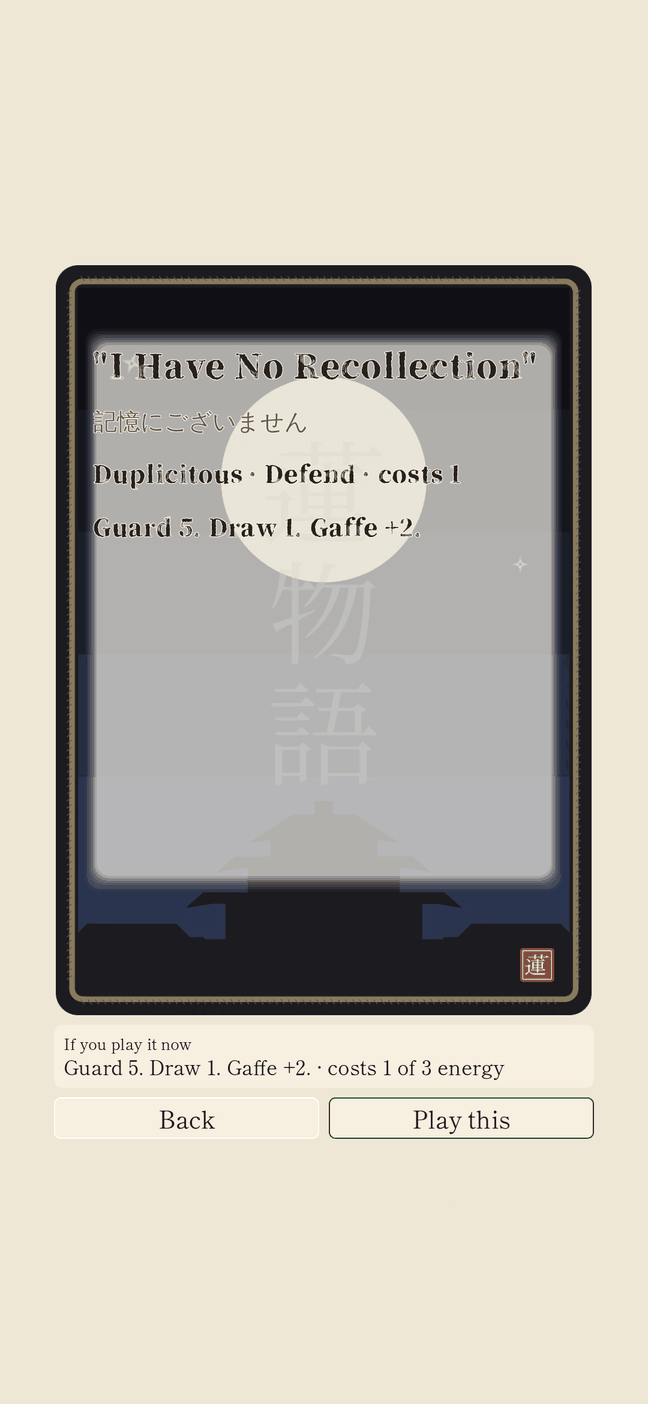 "I Have No Recollection"
記憶にございません
Duplicitous · Defend · costs 1
Guard 5. Draw 1. Gaffe +2.
蓮
物
語
蓮
If you play it now
Guard 5. Draw 1. Gaffe +2. · costs 1 of 3 energy
Back
Play this